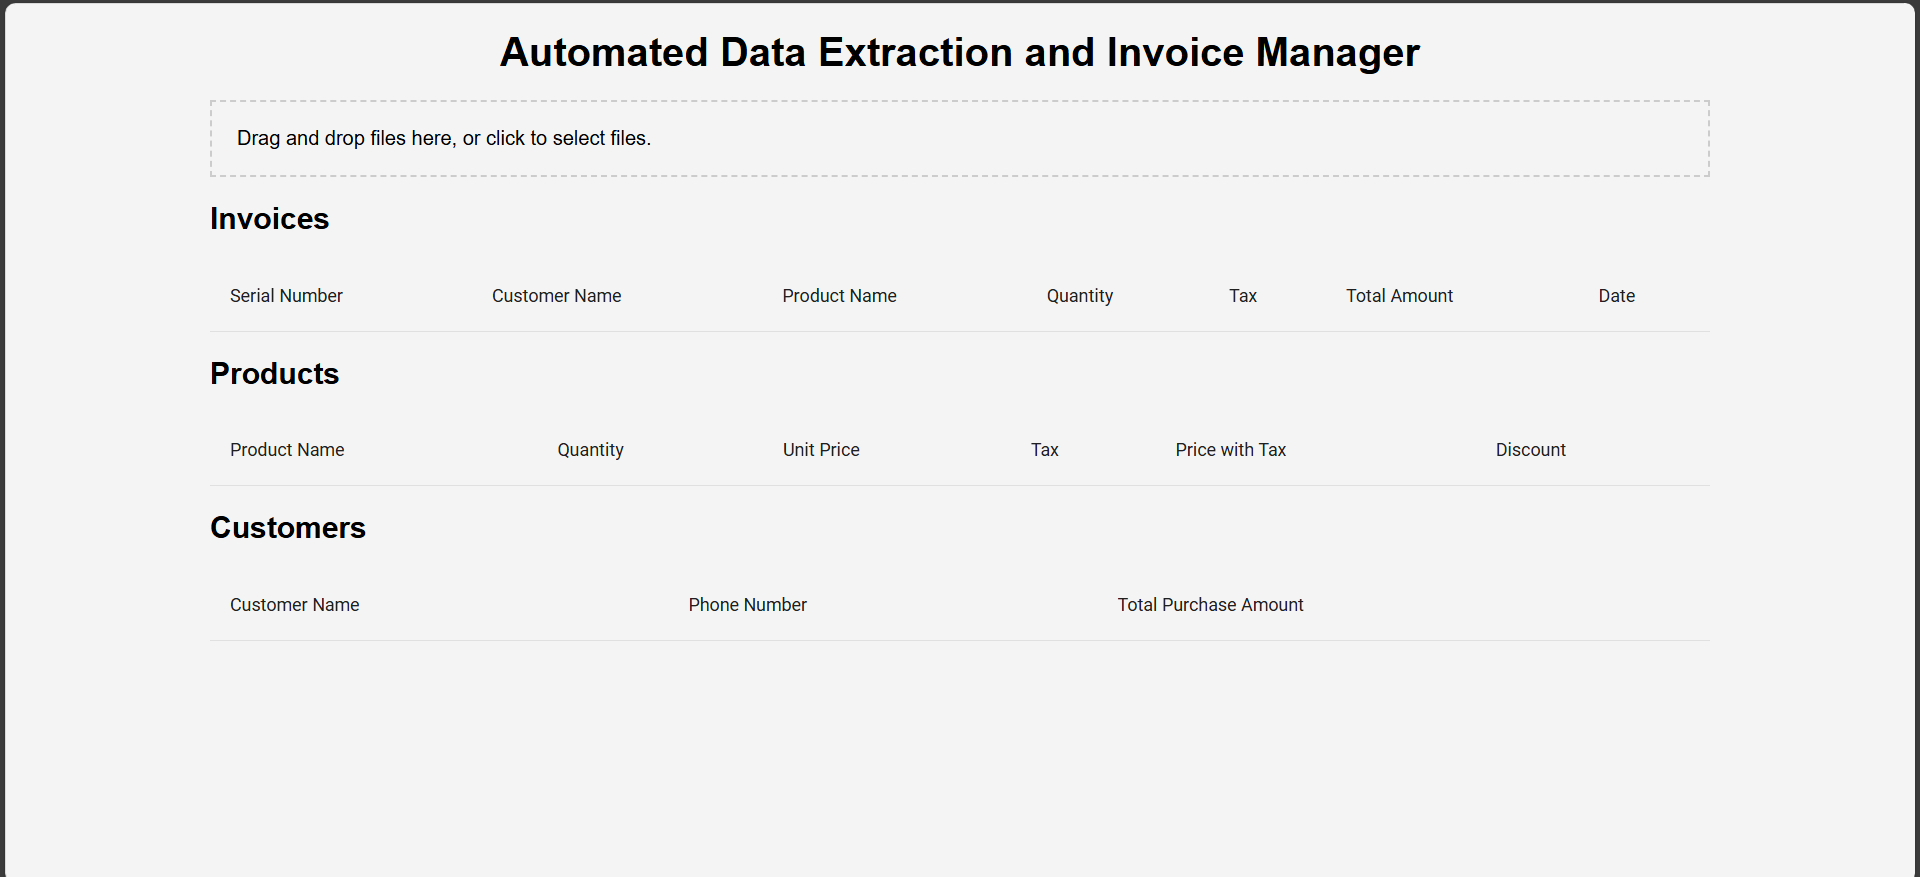 Automated Data Extraction and Invoice Manager
Drag and drop files here, or click to select files.
Invoices
Serial Number Customer Name Product Name Quantity Tax Total Amount Date
Products
Product Name Quantity Unit Price Tax Price with Tax Discount
Customers
Customer Name Phone Number Total Purchase Amount